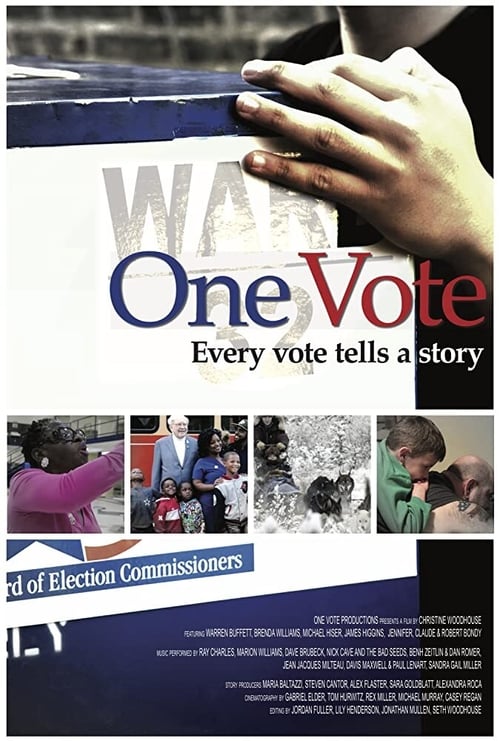 WARD
32
One Vote
Every vote tells a story
rd of Election Commissioners
LY
ONE VOTE PRODUCTIONS PRESENTS A FILM BY CHRISTINE WOODHOUSE
FEATURING WARREN BUFFETT, BRENDA WILLIAMS, MICHAEL HISER, JAMES HIGGINS, JENNIFER, CLAUDE & ROBERT BONDY
MUSIC PERFORMED BY RAY CHARLES, MARION WILLIAMS, DAVE BRUBECK, NICK CAVE AND THE BAD SEEDS, BENH ZEITLIN & DAN ROMER,
JEAN JACQUES MILTEAU, DAVIS MAXWELL & PAUL LENART, SANDRA GAIL MILLER
STORY PRODUCERS MARIA BALTAZZI, STEVEN CANTOR, ALEX FLASTER, SARA GOLDBLATT, ALEXANDRA ROCA
CINEMATOGRAPHY BY GABRIEL ELDER, TOM HURWITZ, REX MILLER, MICHAEL MURRAY, CASEY REGAN
EDITING BY JORDAN FULLER, LILY HENDERSON, JONATHAN MULLEN, SETH WOODHOUSE